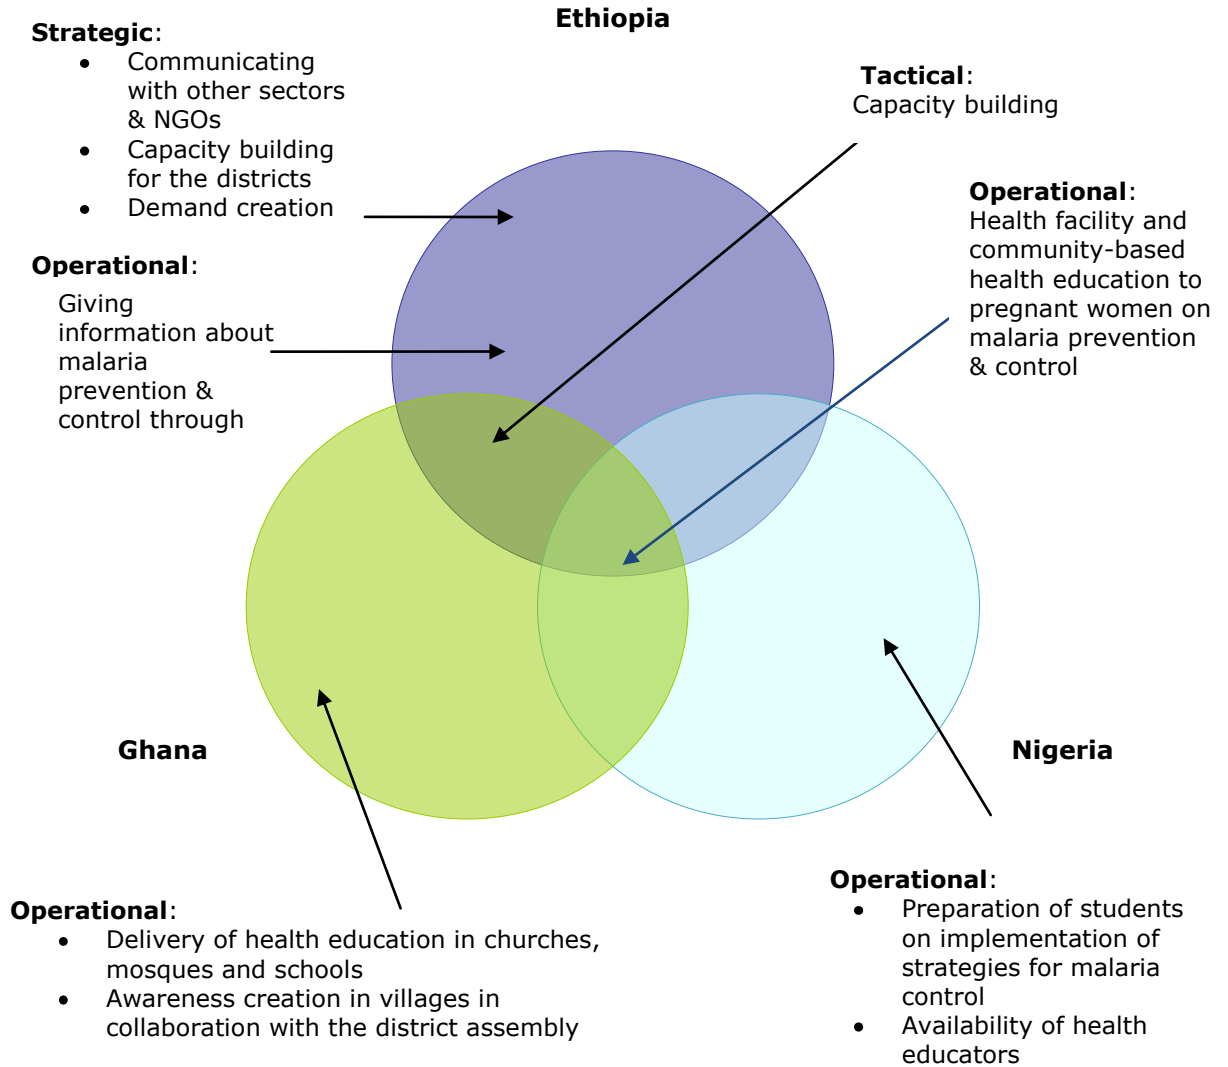 Ethiopia
Strategic:
• Communicating
with other sectors
& NGOs
• Capacity building
for the districts
• Demand creation
Operational:
Giving
information about
malaria
prevention &
control through
Tactical:
Capacity building
Operational:
Health facility and
community-based
health education to
pregnant women on
malaria prevention
& control
Ghana
Nigeria
Operational:
• Delivery of health education in churches,
mosques and schools
• Awareness creation in villages in
collaboration with the district assembly
Operational:
• Preparation of students
on implementation of
strategies for malaria
control
• Availability of health
educators